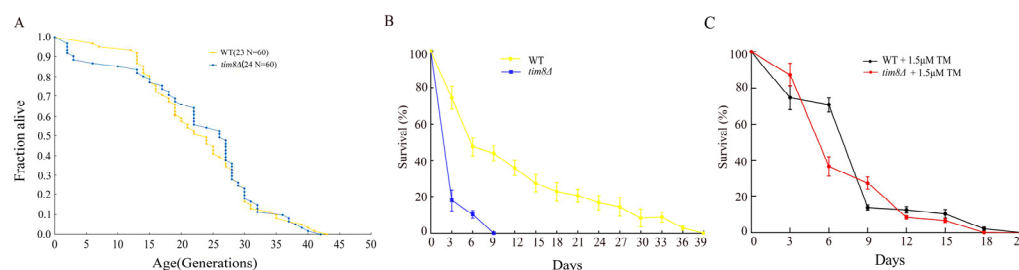 A
B
C
WT(23 N=60)
tim8Δ(24 N=60)
Fraction alive
1.0
0.9
0.8
0.7
0.6
0.5
0.4
0.3
0.2
0.1
0.0
0 5 10 15 20 25 30 35 40 45 50
Age(Generations)
WT
tim8Δ
Survival (%)
100
80
60
40
20
0
0 3 6 9 12 15 18 21 24 27 30 33 36 39
Days
WT + 1.5μM TM
tim8Δ + 1.5μM TM
Survival (%)
100
80
60
40
20
0
0 3 6 9 12 15 18
Days